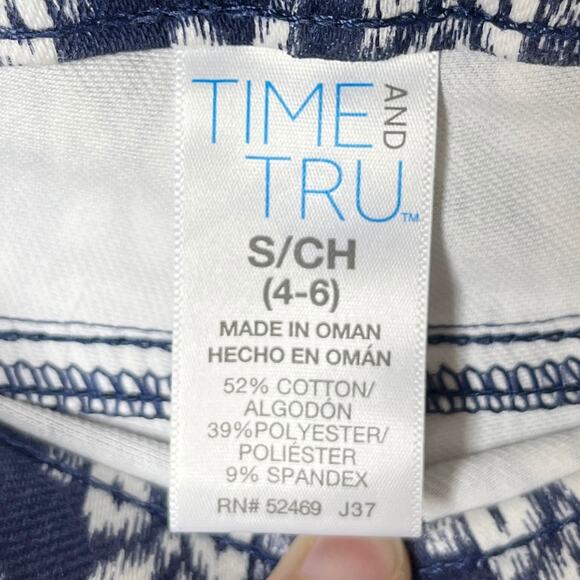 TIME AND
TRU™
S/CH
(4-6)
MADE IN OMAN
HECHO EN OMÁN
52% COTTON/
ALGODÓN
39%POLYESTER/
POLIÉSTER
9% SPANDEX
RN# 52469 J37